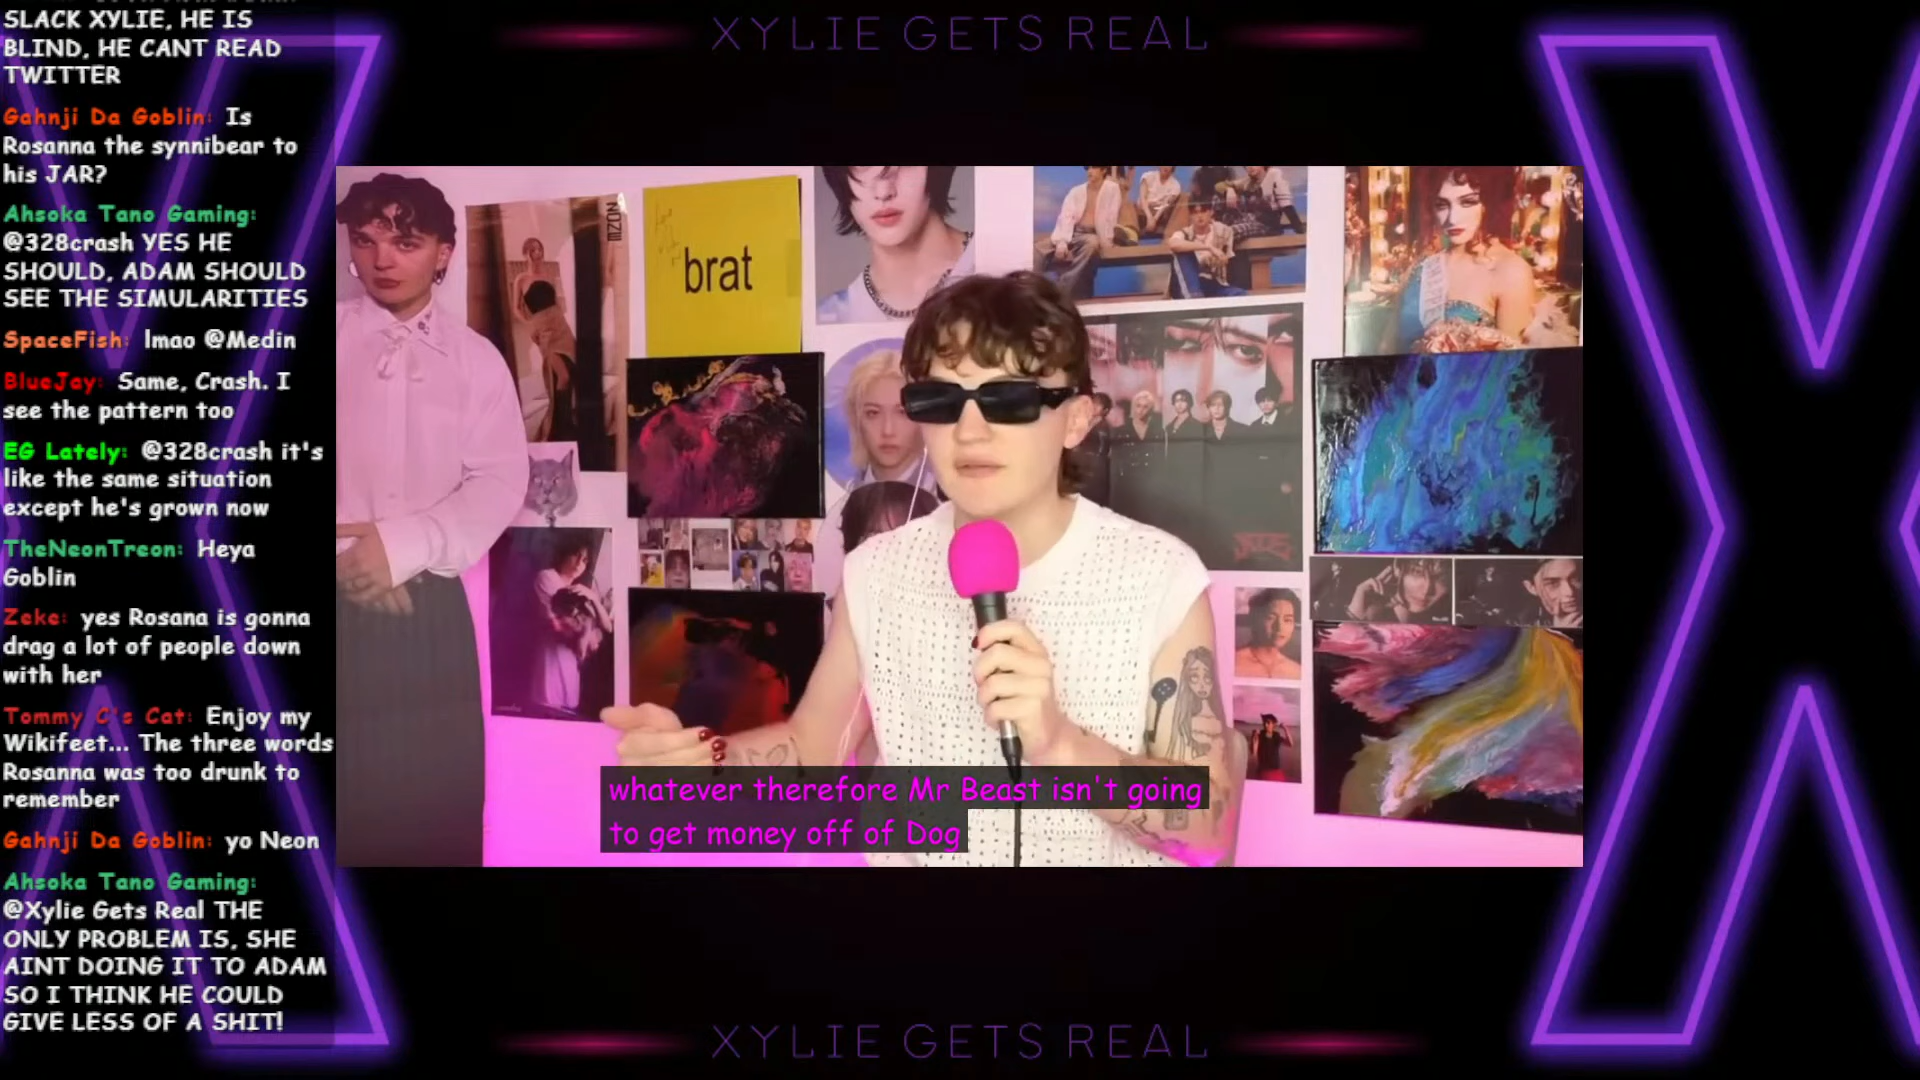 SLACK XYLIE, HE IS
BLIND, HE CANT READ
TWITTER
Gahnji Da Goblin: Is
Rosanna the synnibear to
his JAR?
Ahsoka Tano Gaming:
@328crash YES HE
SHOULD, ADAM SHOULD
SEE THE SIMULARITIES
SpaceFish: lmao @Medin
BlueJay: Same, Crash. I
see the pattern too
EG Lately: @328crash it's
like the same situation
except he's grown now
TheNeonTreon: Heya
Goblin
Zeke: yes Rosana is gonna
drag a lot of people down
with her
Tommy C's Cat: Enjoy my
Wikifeet... The three words
Rosanna was too drunk to
remember
Gahnji Da Goblin: yo Neon
Ahsoka Tano Gaming:
@Xylie Gets Real THE
ONLY PROBLEM IS, SHE
AINT DOING IT TO ADAM
SO I THINK HE COULD
GIVE LESS OF A SHIT!
XYLIE GETS REAL
MZON
brat
whatever therefore Mr Beast isn't going
to get money off of Dog
XYLIE GETS REAL